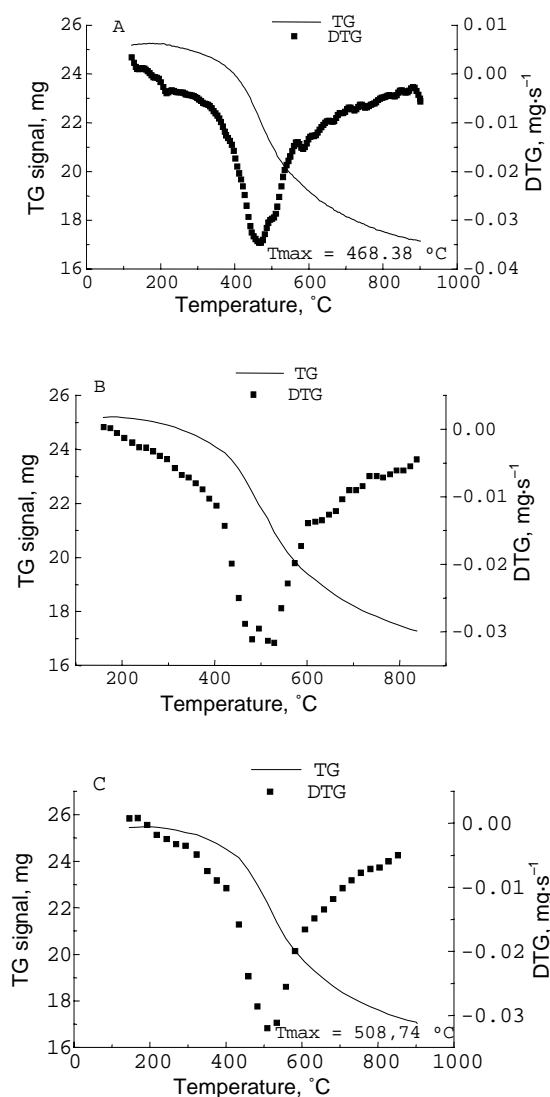 A
TG
DTG
26
24
22
20
18
16
TG signal, mg
0.01
0.00
-0.01
-0.02
-0.03
-0.04
DTG, mg·s⁻¹
Tmax = 468.38 ºC
0 200 400 600 800 1000
Temperature, ˚C
B
TG
DTG
26
24
22
20
18
16
TG signal, mg
0.00
-0.01
-0.02
-0.03
DTG, mg·s⁻¹
200 400 600 800
Temperature, ˚C
C
TG
DTG
26
24
22
20
18
16
TG signal, mg
0.00
-0.01
-0.02
-0.03
DTG, mg·s⁻¹
Tmax = 508,74 ºC
0 200 400 600 800 1000
Temperature, ˚C